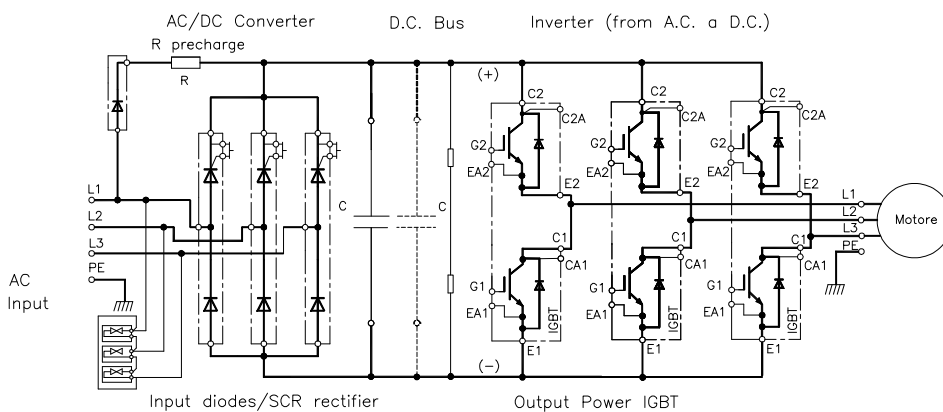 AC/DC Converter
D.C. Bus
Inverter (from A.C. a D.C.)
R precharge
R
(+)
C2
C2
C2
C2A
C2A
C2A
G2
G2
G2
EA2
EA2
EA2
E2
E2
E2
L1
L2
L3
PE
AC
Input
C
C
L1
L2
L3
PE
Motore
C1
C1
C1
CA1
CA1
CA1
G1
G1
G1
EA1
EA1
EA1
IGBT
IGBT
IGBT
E1
E1
E1
(-)
Input diodes/SCR rectifier
Output Power IGBT